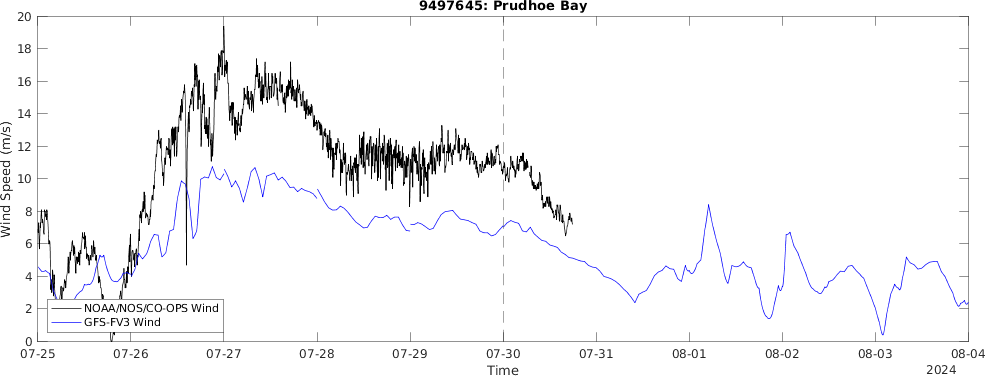 9497645: Prudhoe Bay
Wind Speed (m/s)
20
18
16
14
12
10
8
6
4
2
0
NOAA/NOS/CO-OPS Wind
GFS-FV3 Wind
07-25 07-26 07-27 07-28 07-29 07-30 07-31 08-01 08-02 08-03 08-04
Time
2024